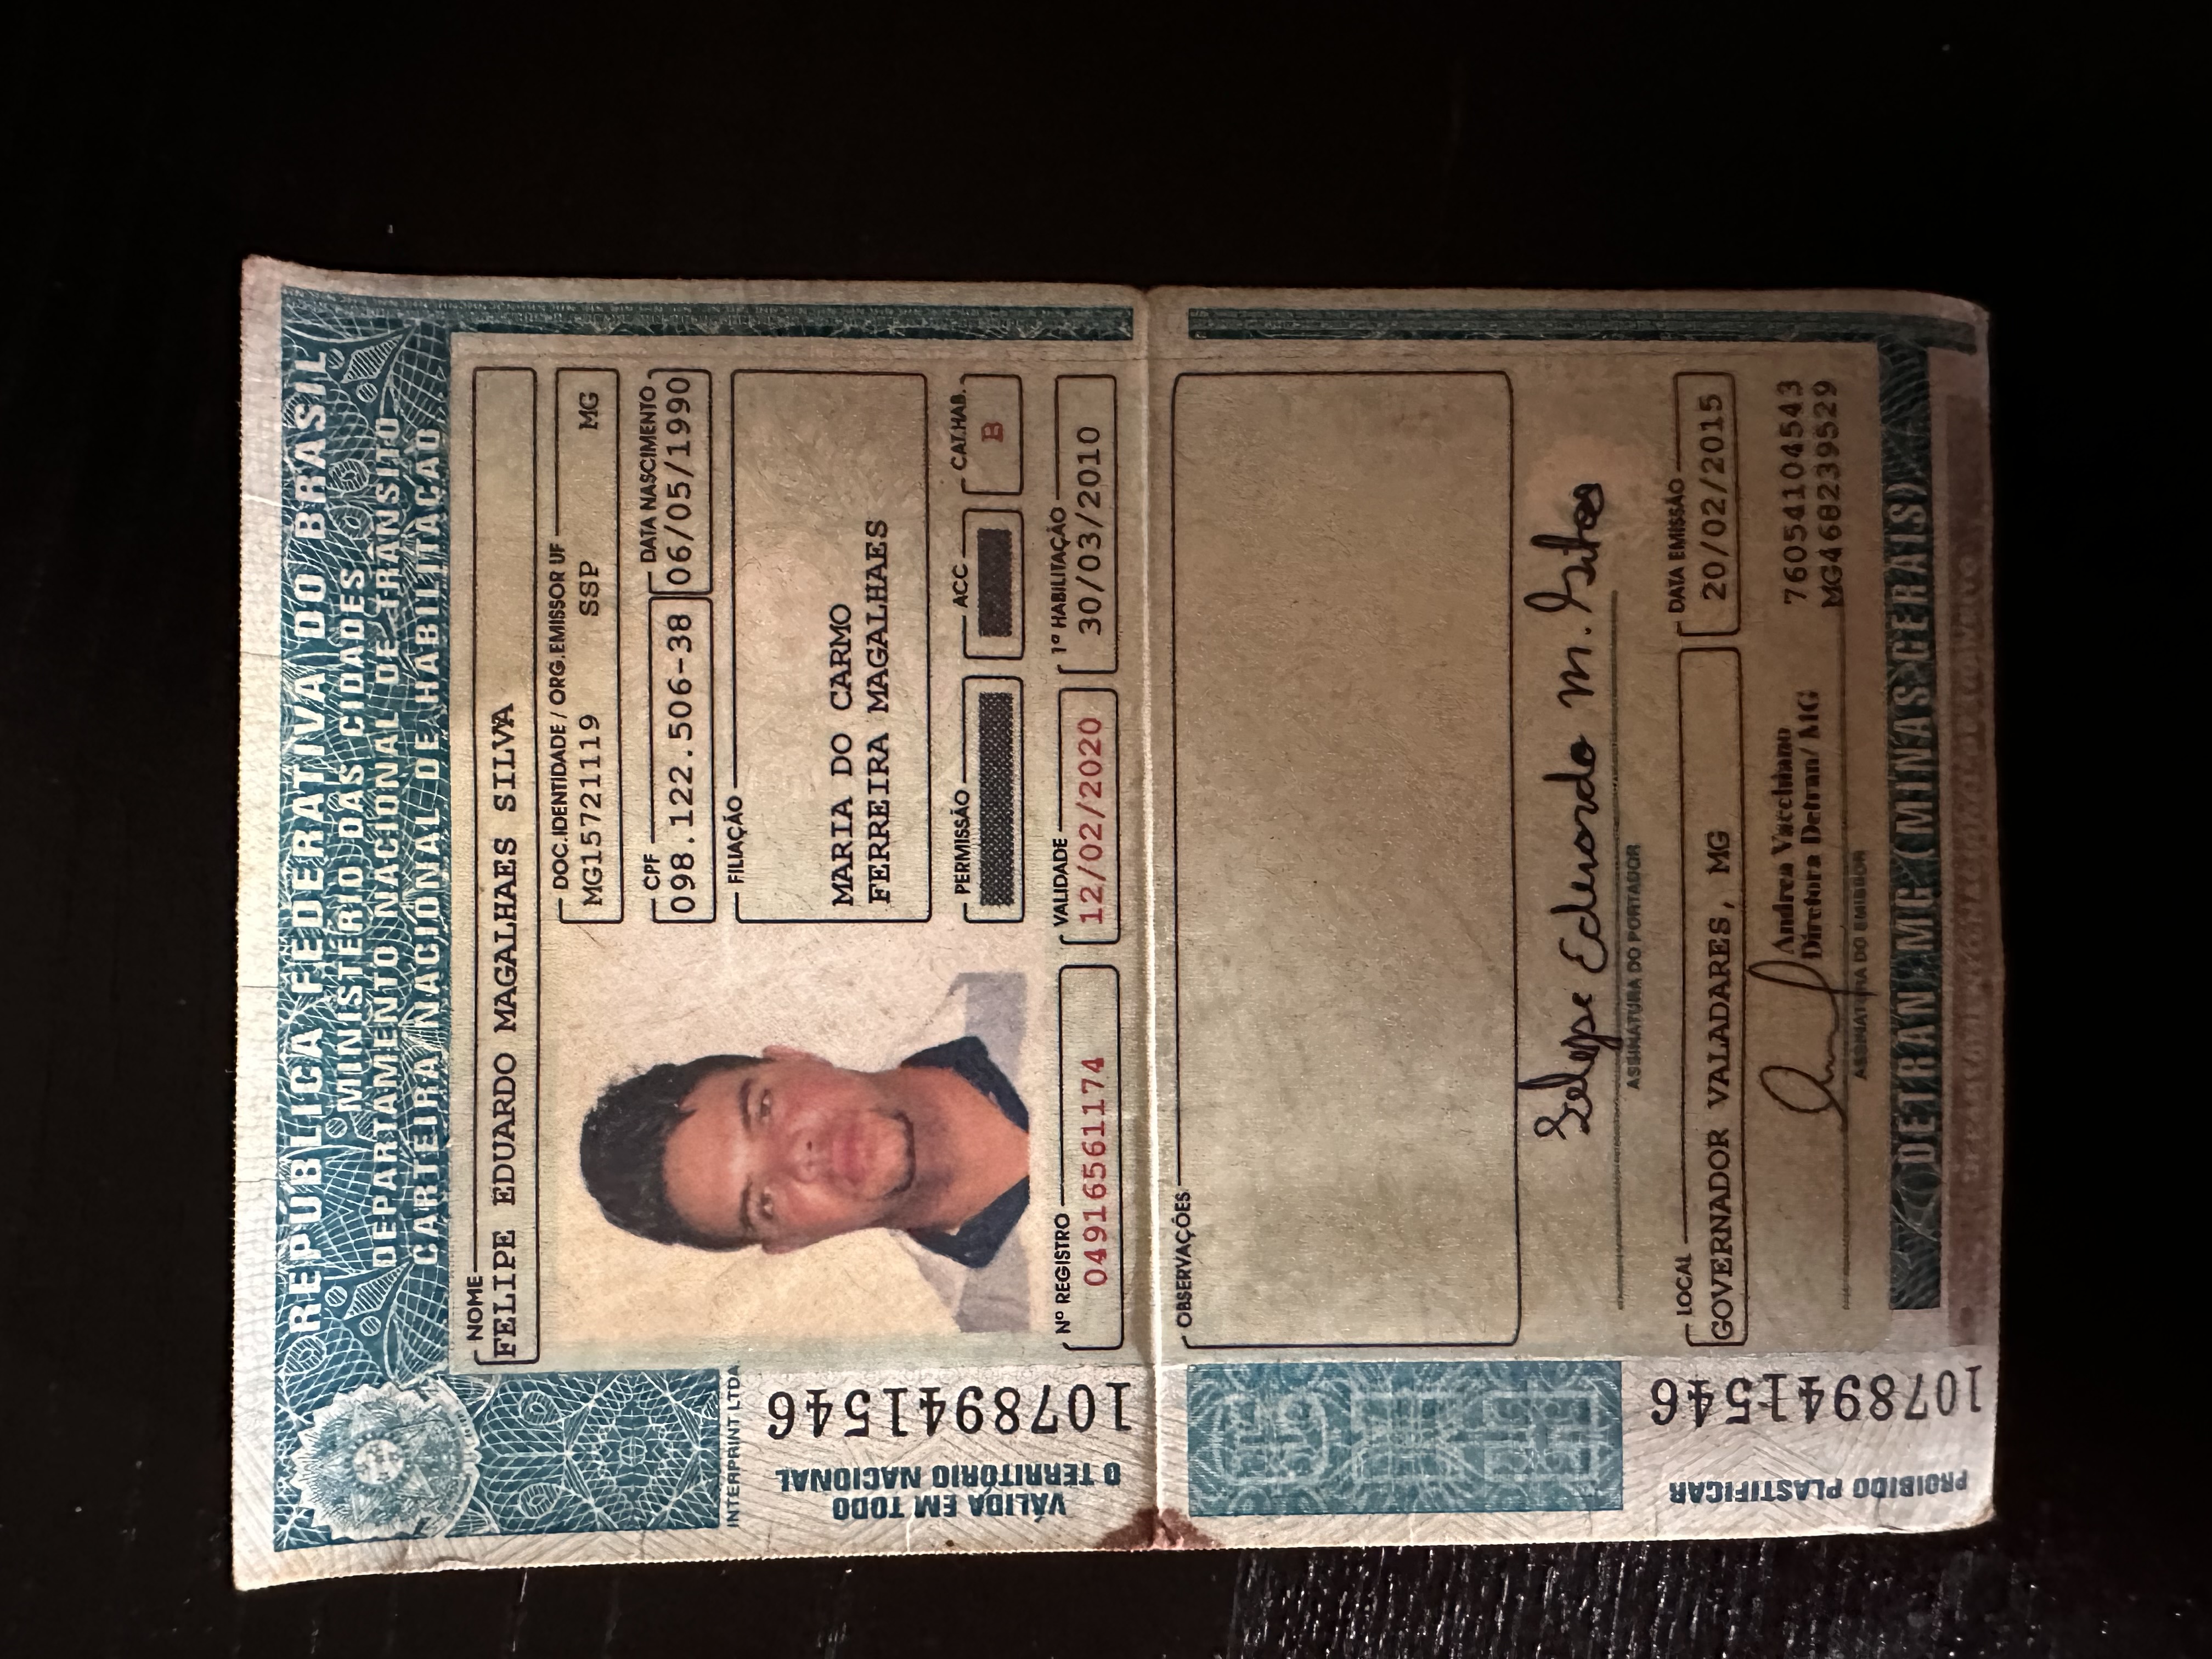 REPÚBLICA FEDERATIVA DO BRASIL
MINISTÉRIO DAS CIDADES
DEPARTAMENTO NACIONAL DE TRÂNSITO
CARTEIRA NACIONAL DE HABILITAÇÃO
NOME
FELIPE EDUARDO MAGALHAES SILVA
DOC.IDENTIDADE / ORG.EMISSOR UF
MG15721119 SSP MG
CPF DATA NASCIMENTO
098.122.506-38 06/05/1990
FILIAÇÃO
MARIA DO CARMO
FERREIRA MAGALHAES
PERMISSÃO ACC CAT.HAB.
B
Nº REGISTRO VALIDADE 1ª HABILITAÇÃO
04916561174 12/02/2020 30/03/2010
INTERPRINT LTDA.
VÁLIDA EM TODO
O TERRITÓRIO NACIONAL
1078941546
OBSERVAÇÕES
Felipe Eduardo M. Silva
ASSINATURA DO PORTADOR
LOCAL DATA EMISSÃO
GOVERNADOR VALADARES, MG 20/02/2015
Andrea Vacchiano
Diretora Detran/ MG
76054104543
MG468239529
ASSINATURA DO EMISSOR
PROIBIDO PLASTIFICAR
1078941546
DETRAN MG (MINAS GERAIS)
DEPARTAMENTO NACIONAL DE TRÂNSITO